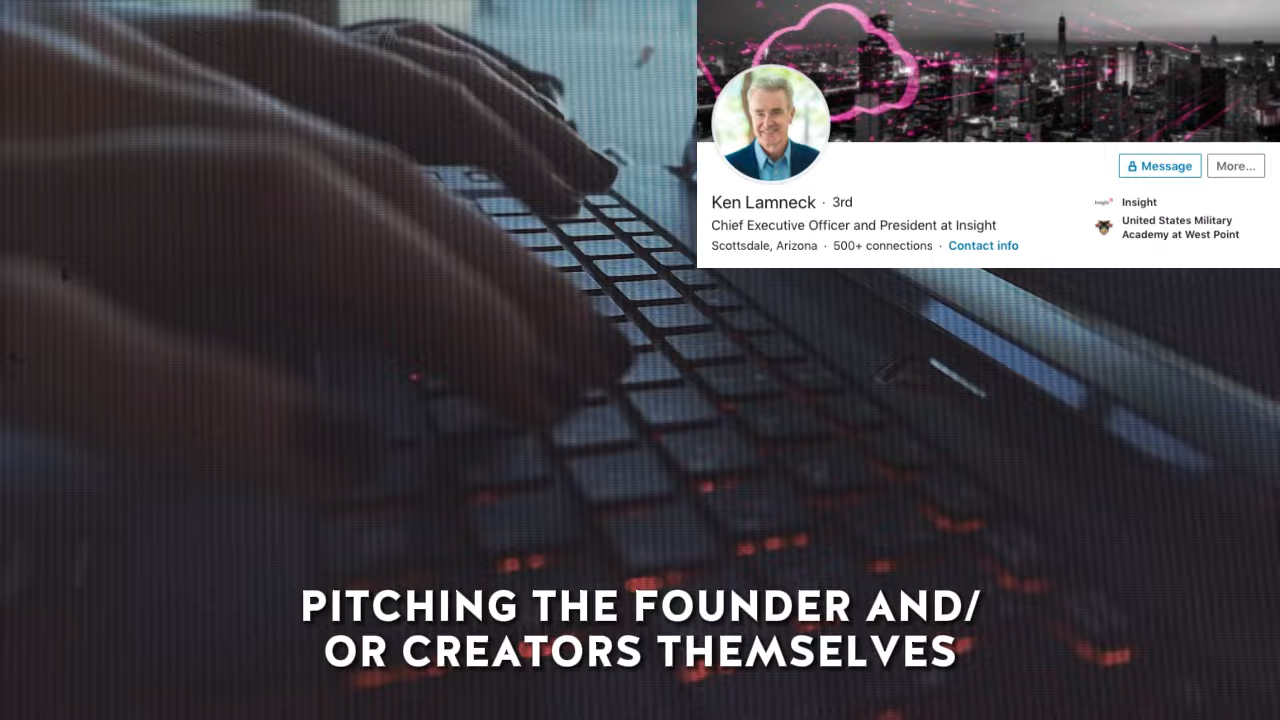 Message
More...
Ken Lamneck · 3rd
Insight
Chief Executive Officer and President at Insight
United States Military
Academy at West Point
Scottsdale, Arizona · 500+ connections · Contact info
PITCHING THE FOUNDER AND/
OR CREATORS THEMSELVES